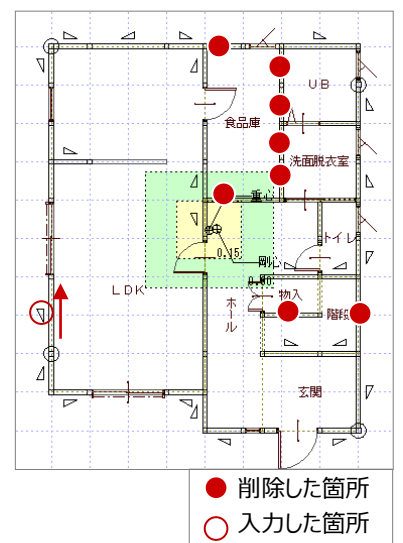 UB
食品庫
洗面脱衣室
重心
トイレ
0.15
剛心
LDK
ホール
物入
階段
玄関
削除した箇所
入力した箇所